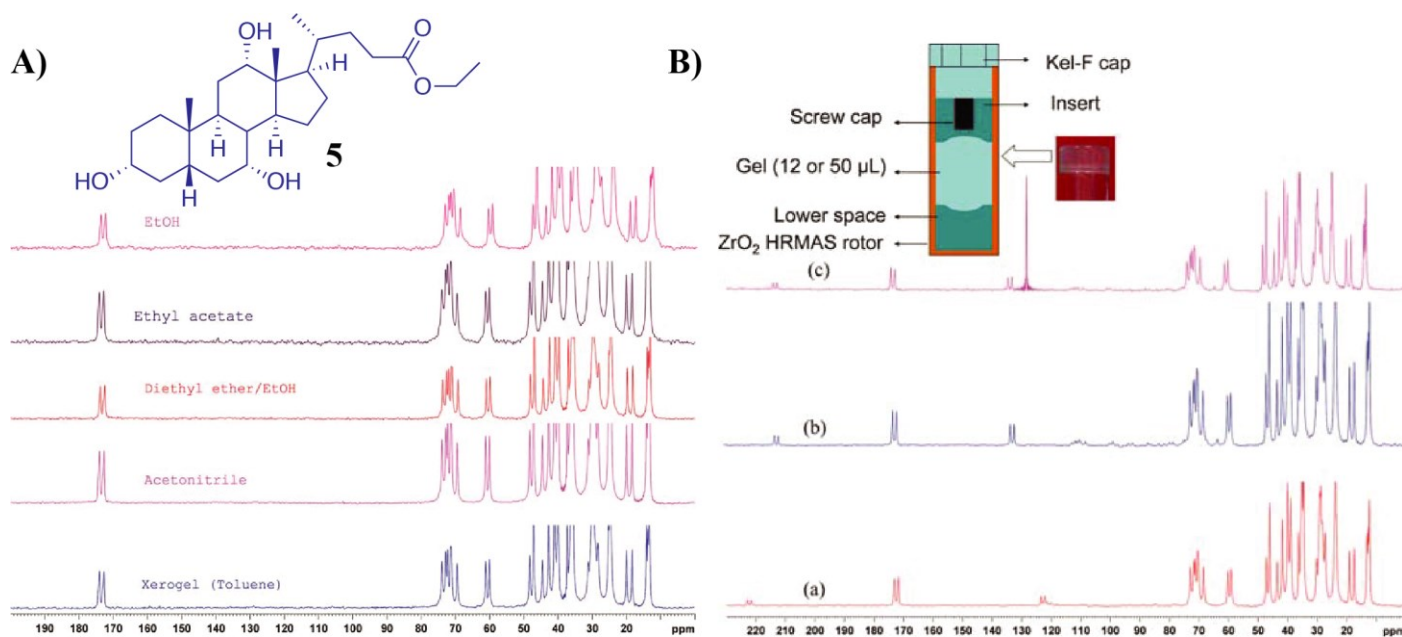 A)
OH
O
O
H
H
H
H
HO
H
OH
5
EtOH
Ethyl acetate
Diethyl ether/EtOH
Acetonitrile
Xerogel (Toluene)
190 180 170 160 150 140 130 120 110 100 90 80 70 60 50 40 30 20 ppm
B)
Kel-F cap
Insert
Screw cap
Gel (12 or 50 µL)
Lower space
ZrO2 HRMAS rotor
(c)
(b)
(a)
220 210 200 190 180 170 160 150 140 130 120 110 100 90 80 70 60 50 40 30 20 ppm